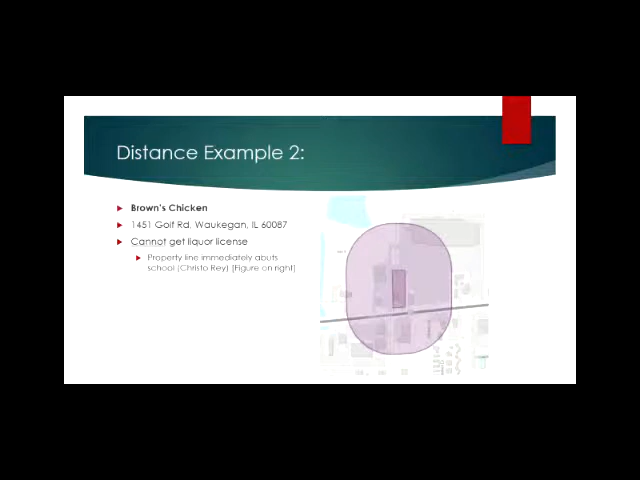 Distance Example 2:
Brown's Chicken
1451 Golf Rd, Waukegan, IL 60087
Cannot get liquor license
Property line immediately abuts
school (Christo Rey) [Figure on right]